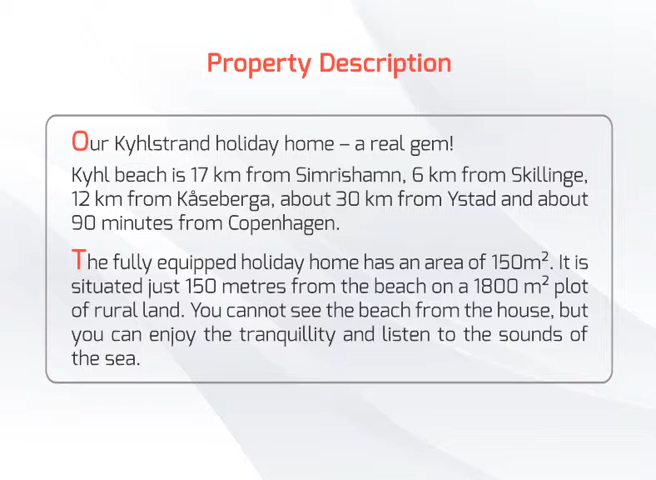 Property Description
Our Kyhlstrand holiday home – a real gem!
Kyhl beach is 17 km from Simrishamn, 6 km from Skillinge,
12 km from Kåseberga, about 30 km from Ystad and about
90 minutes from Copenhagen.
The fully equipped holiday home has an area of 150m². It is
situated just 150 metres from the beach on a 1800 m² plot
of rural land. You cannot see the beach from the house, but
you can enjoy the tranquillity and listen to the sounds of
the sea.